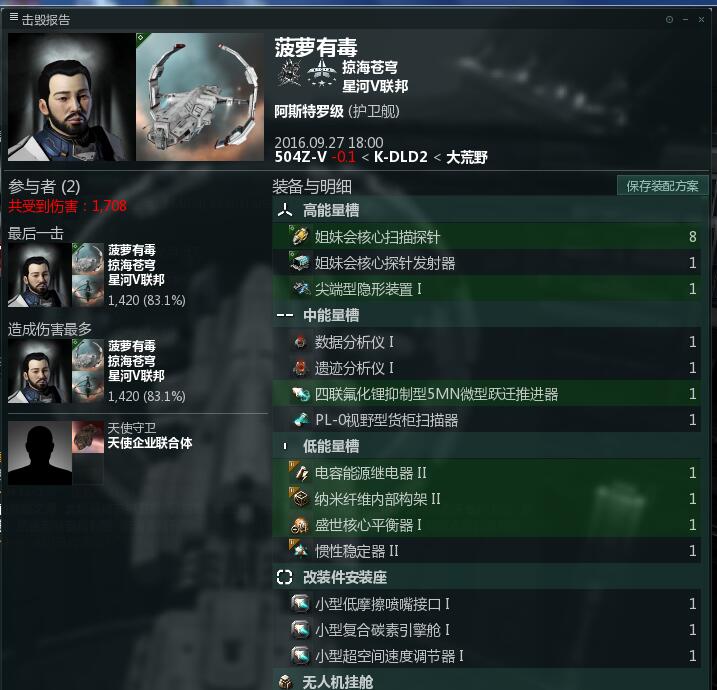 击毁报告
菠萝有毒
掠海苍穹
星河V联邦
阿斯特罗级 (护卫舰)
2016.09.27 18:00
504Z-V -0.1 < K-DLD2 < 大荒野
参与者 (2)
共受到伤害：1,708
最后一击
菠萝有毒
掠海苍穹
星河V联邦
1,420 (83.1%)
造成伤害最多
菠萝有毒
掠海苍穹
星河V联邦
1,420 (83.1%)
天使守卫
天使企业联合体
装备与明细
保存装配方案
高能量槽
姐妹会核心扫描探针 8
姐妹会核心探针发射器 1
尖端型隐形装置 I 1
中能量槽
数据分析仪 I 1
遗迹分析仪 I 1
四联氟化锂抑制型5MN微型跃迁推进器 1
PL-0视野型货柜扫描器 1
低能量槽
电容能源继电器 II 1
纳米纤维内部构架 II 1
盛世核心平衡器 I 1
惯性稳定器 II 1
改装件安装座
小型低摩擦喷嘴接口 I 1
小型复合碳素引擎舱 I 1
小型超空间速度调节器 I 1
无人机挂舱